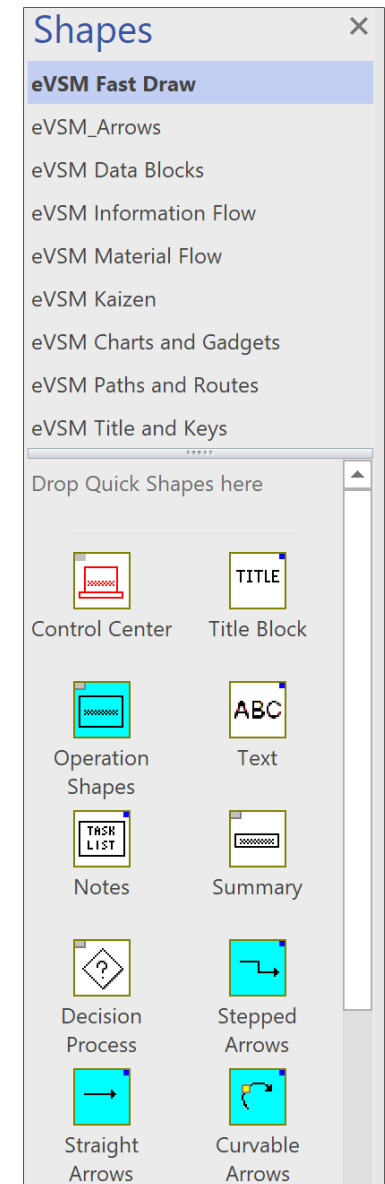 Shapes
eVSM Fast Draw
eVSM_Arrows
eVSM Data Blocks
eVSM Information Flow
eVSM Material Flow
eVSM Kaizen
eVSM Charts and Gadgets
eVSM Paths and Routes
eVSM Title and Keys
Drop Quick Shapes here
TITLE
Control Center
Title Block
ABC
Operation
Shapes
Text
TASK
LIST
Notes
Summary
?
Decision
Process
Stepped
Arrows
Straight
Arrows
Curvable
Arrows